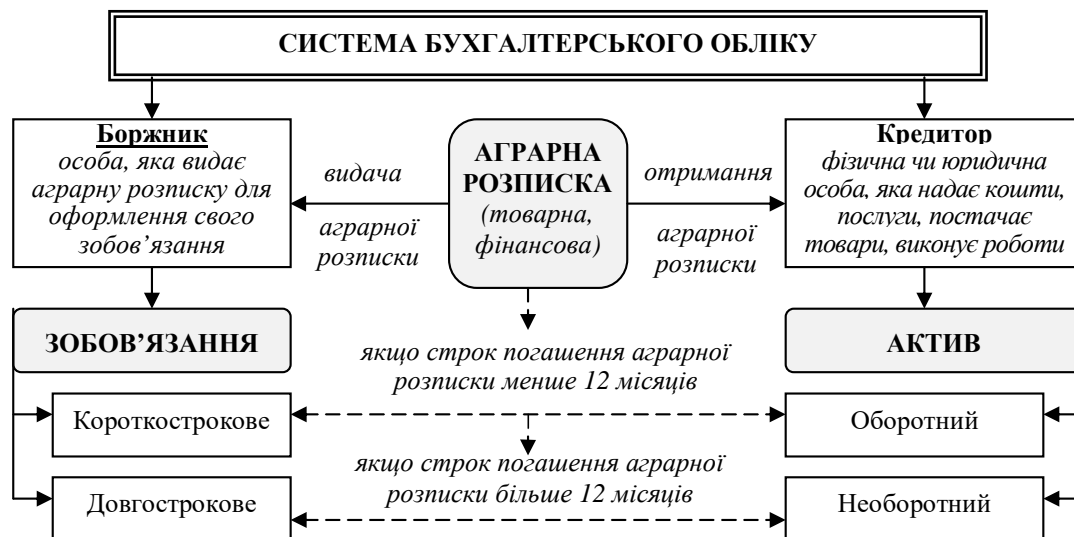 СИСТЕМА БУХГАЛТЕРСЬКОГО ОБЛІКУ
Боржник
особа, яка видає
аграрну розписку для
оформлення свого
зобов’язання
видача
аграрної
розписки
АГРАРНА
РОЗПИСКА
(товарна,
фінансова)
отримання
аграрної
розписки
Кредитор
фізична чи юридична
особа, яка надає кошти,
послуги, постачає
товари, виконує роботи
ЗОБОВ’ЯЗАННЯ
якщо строк погашення аграрної
розписки менше 12 місяців
АКТИВ
Короткострокове
Оборотний
якщо строк погашення аграрної
розписки більше 12 місяців
Довгострокове
Необоротний